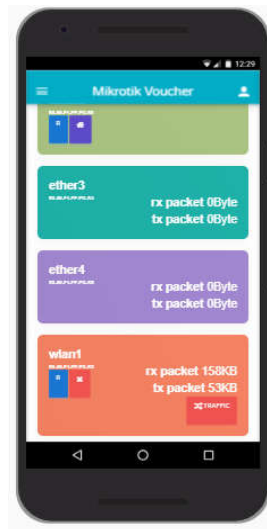 12:29
Mikrotik Voucher
ether3
rx packet 0Byte
tx packet 0Byte
ether4
rx packet 0Byte
tx packet 0Byte
wlan1
rx packet 158KB
tx packet 53KB
TRAFFIC